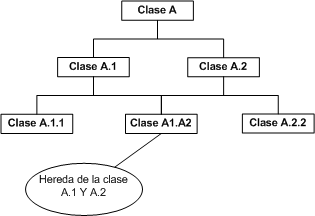 Clase A
Clase A.1
Clase A.2
Clase A.1.1
Clase A1.A2
Clase A.2.2
Hereda de la clase
A.1 Y A.2